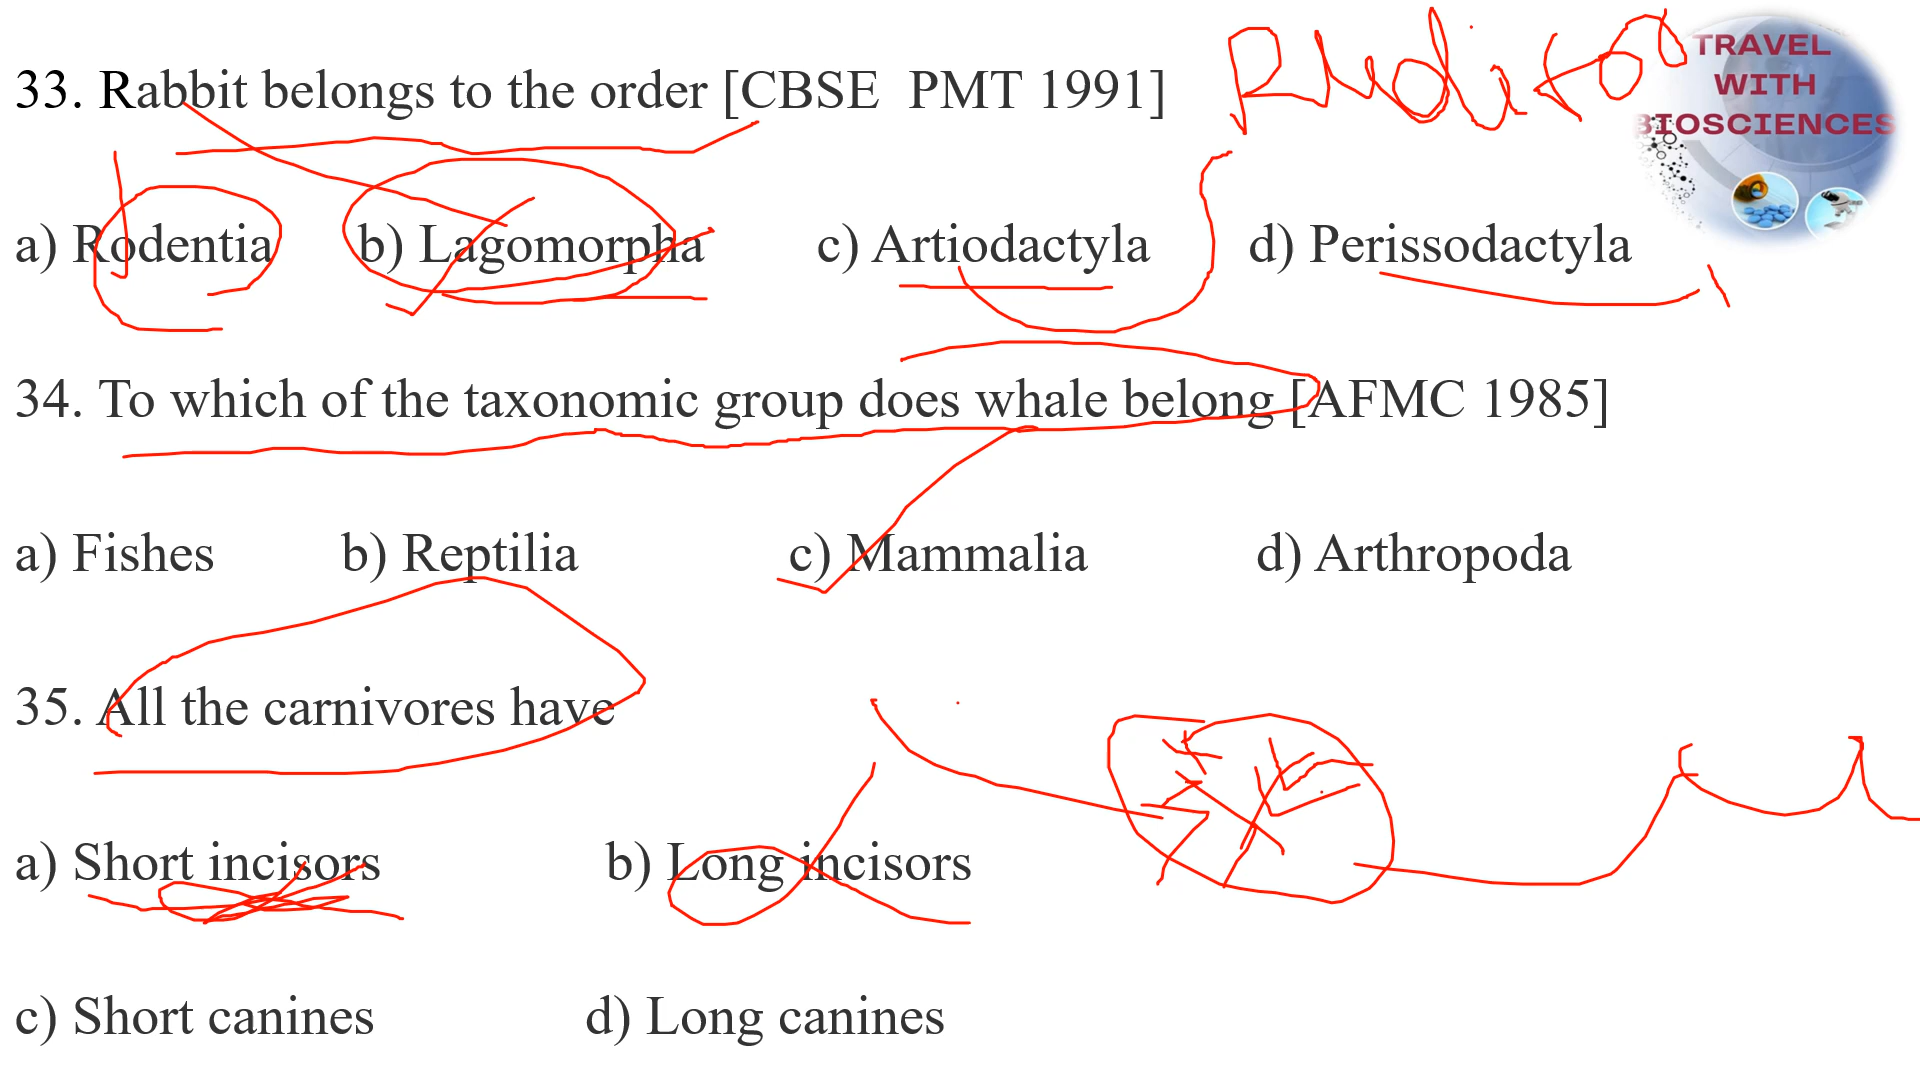 33. Rabbit belongs to the order [CBSE PMT 1991]
TRAVEL
WITH
BIOSCIENCES
a) Rodentia b) Lagomorpha c) Artiodactyla d) Perissodactyla
34. To which of the taxonomic group does whale belong [AFMC 1985]
a) Fishes b) Reptilia c) Mammalia d) Arthropoda
35. All the carnivores have
a) Short incisors b) Long incisors
c) Short canines d) Long canines